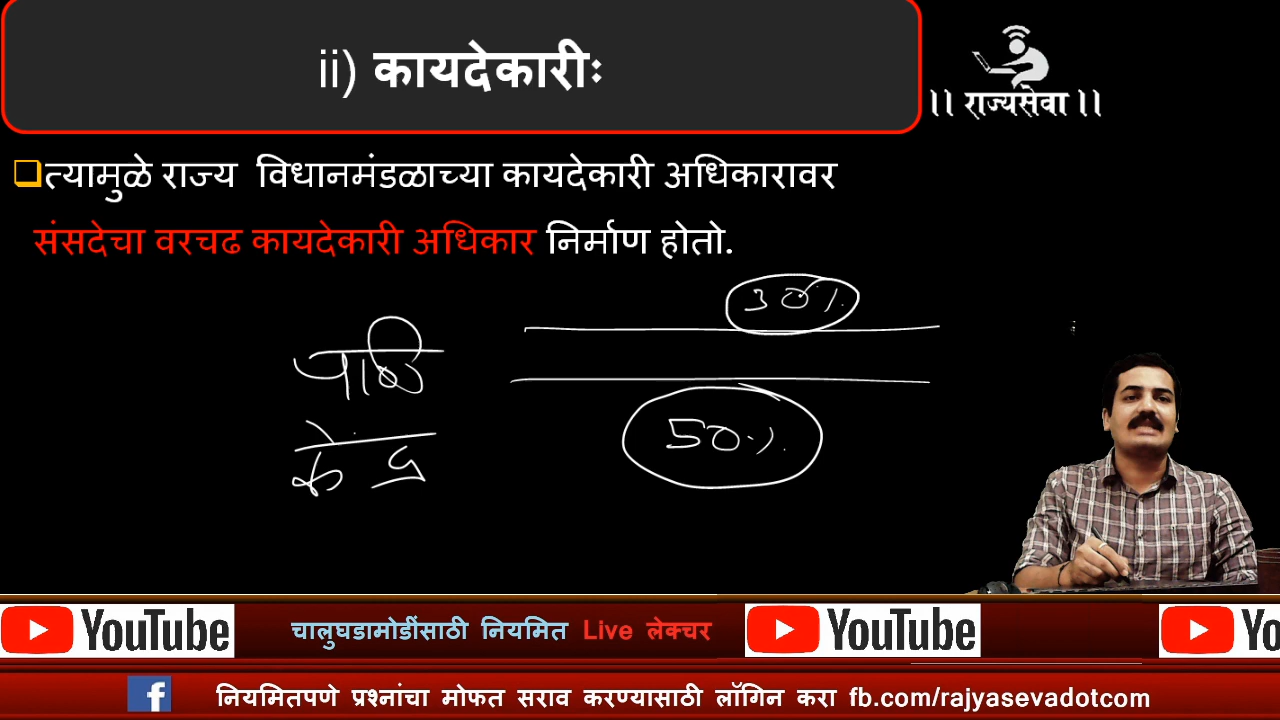 ii) कायदेकारीः
।। राज्यसेवा ।।
त्यामुळे राज्य विधानमंडळाच्या कायदेकारी अधिकारावर
संसदेचा वरचढ कायदेकारी अधिकार निर्माण होतो.
30%
50%
YouTube चालुघडामोडींसाठी नियमित Live लेक्चर YouTube YouTube
f नियमितपणे प्रश्नांचा मोफत सराव करण्यासाठी लॉगिन करा fb.com/rajyasevadotcom